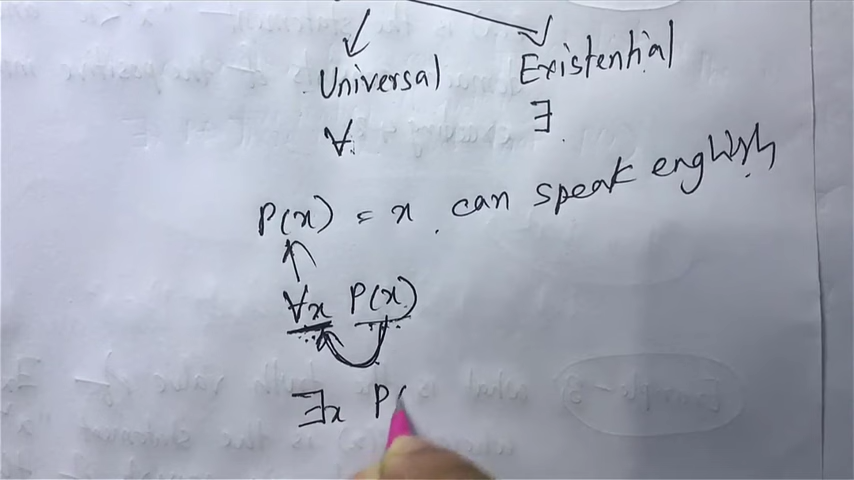 Universal Existential
∀ ∃
P(x) = x can speak english
∀x P(x)
∃x P(